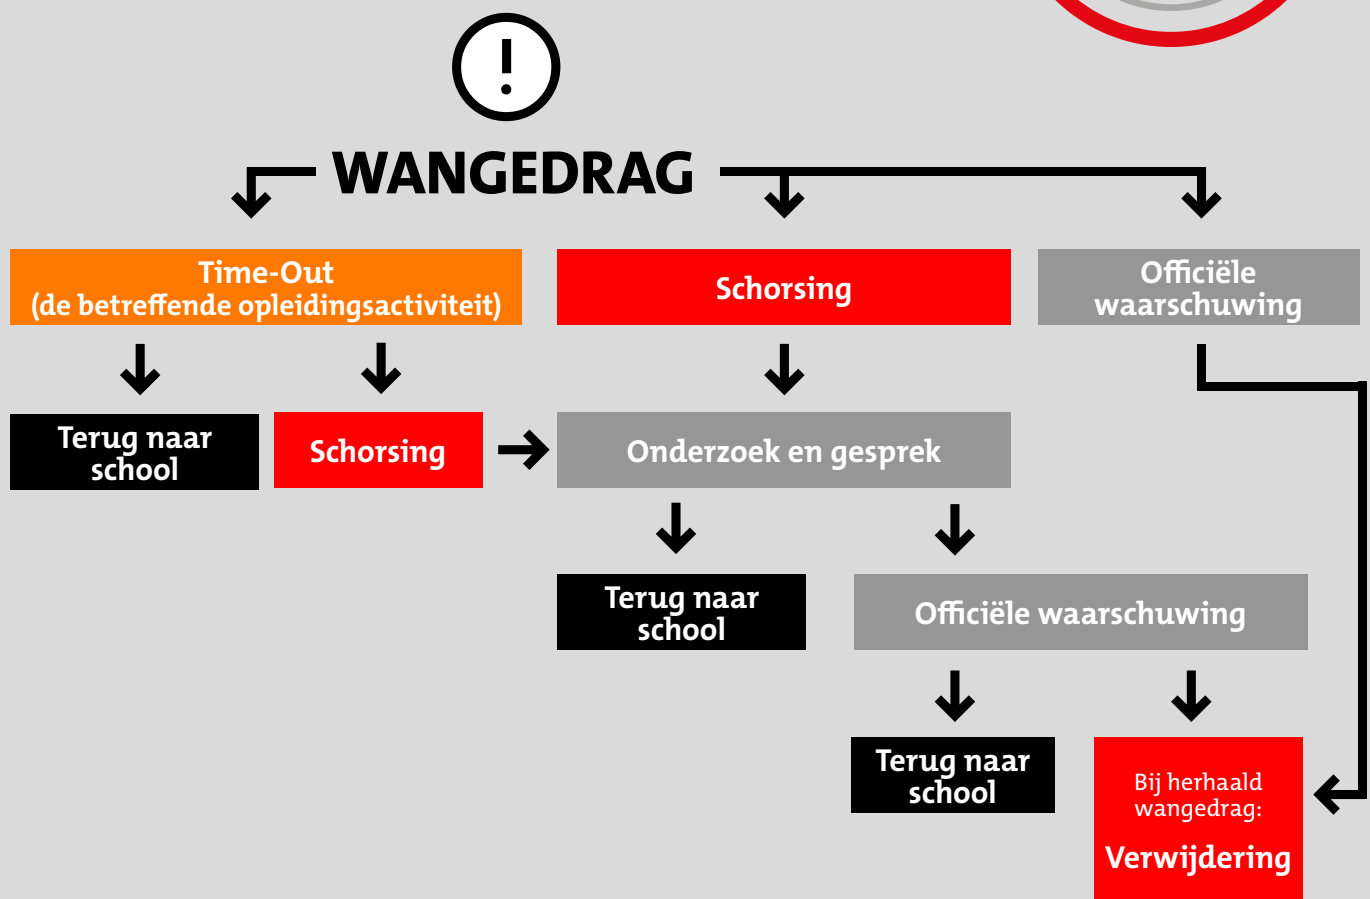 !
WANGEDRAG
Time-Out
(de betreffende opleidingsactiviteit)
Schorsing
Officiële
waarschuwing
Terug naar
school
Schorsing
Onderzoek en gesprek
Terug naar
school
Officiële waarschuwing
Terug naar
school
Bij herhaald
wangedrag:
Verwijdering